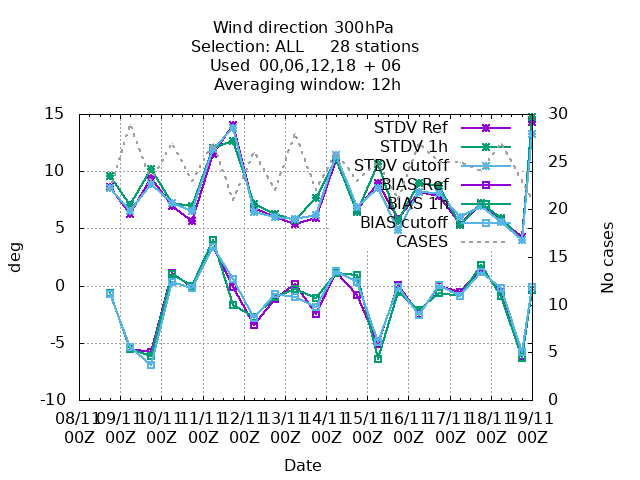 Wind direction 300hPa
Selection: ALL     28 stations
Used  00,06,12,18 + 06
Averaging window: 12h
15
10
5
0
-5
-10
deg
30
25
20
15
10
5
0
No cases
STDV Ref
STDV 1h
STDV cutoff
BIAS Ref
BIAS 1h
BIAS cutoff
CASES
08/11 09/11 10/11 11/11 12/11 13/11 14/11 15/11 16/11 17/11 18/11 19/11
00Z 00Z 00Z 00Z 00Z 00Z 00Z 00Z 00Z 00Z 00Z 00Z
Date